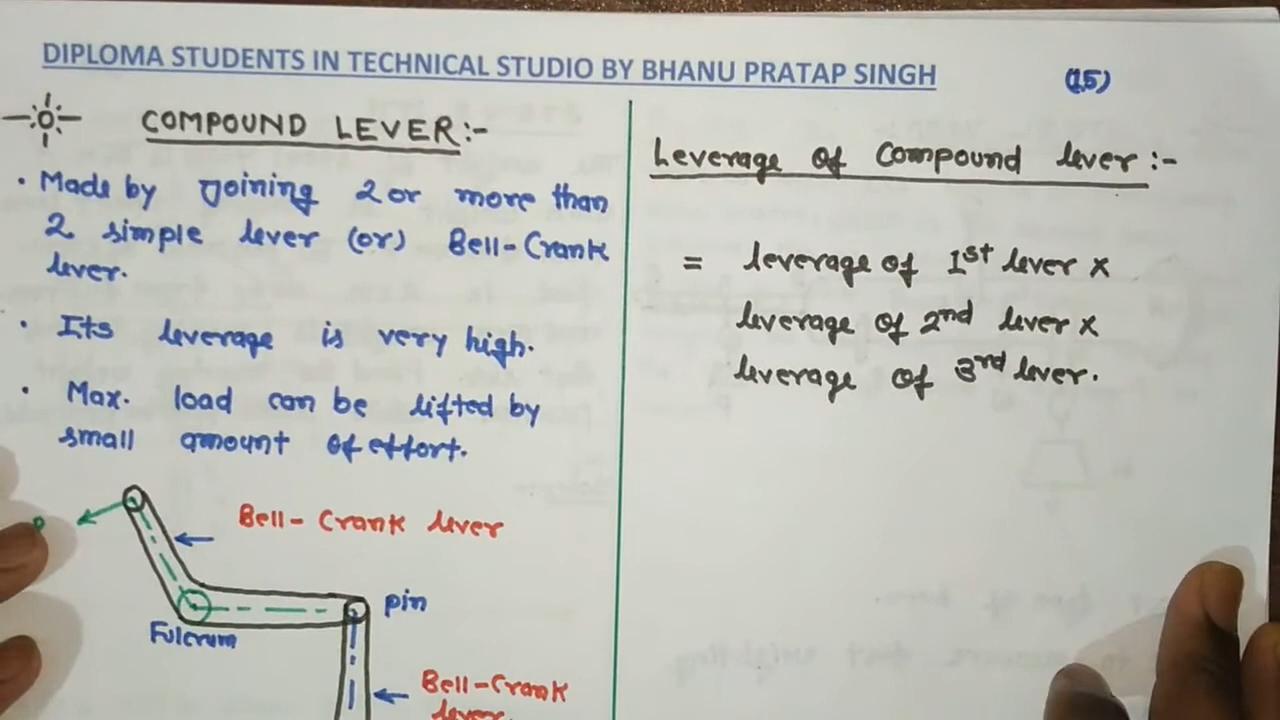 DIPLOMA STUDENTS IN TECHNICAL STUDIO BY BHANU PRATAP SINGH
(15)
COMPOUND LEVER:-
• Made by joining 2 or more than
2 simple lever (or) Bell-Crank
lever.
• Its leverage is very high.
• Max. load can be lifted by
small amount of effort.
P
Bell-Crank lever
Fulcrum
pin
Bell-Crank
lever
Leverage of Compound lever:-
= leverage of 1st lever x
leverage of 2nd lever x
leverage of 3rd lever.